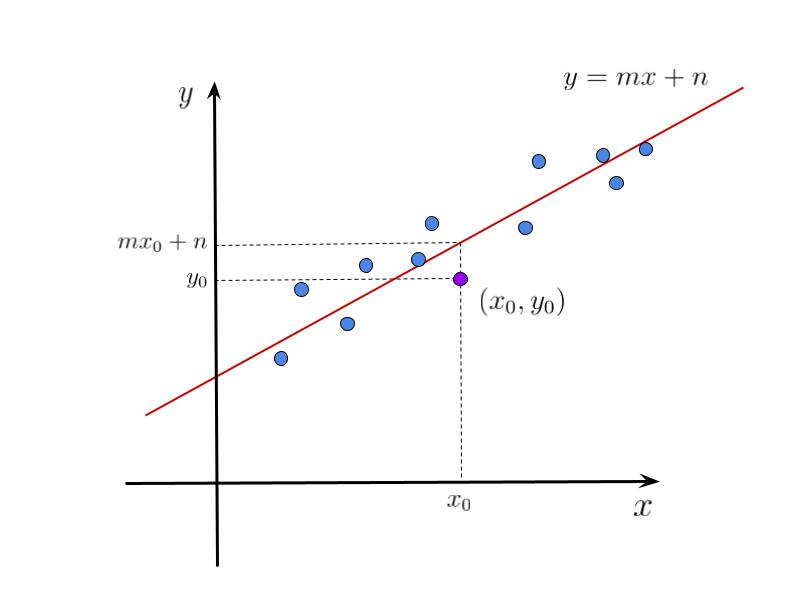 y = mx + n
y
mx₀ + n
y₀
(x₀, y₀)
x₀
x